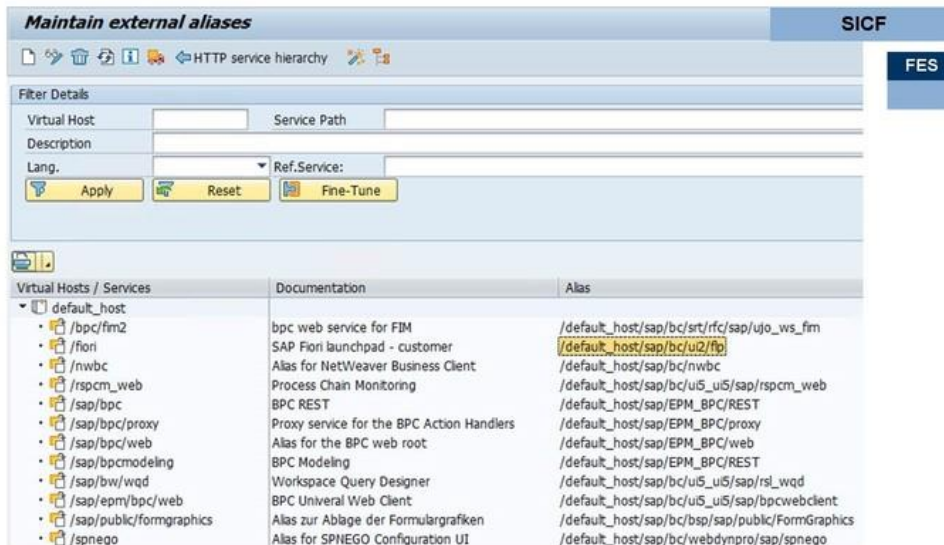 Maintain external aliases
SICF
HTTP service hierarchy
FES
Filter Details
Virtual Host Service Path
Description
Lang. Ref.Service:
Apply Reset Fine-Tune
Virtual Hosts / Services Documentation Alias
default_host
/bpc/fim2 bpc web service for FIM /default_host/sap/bc/srt/rfc/sap/ujo_ws_fim
/fiori SAP Fiori launchpad - customer /default_host/sap/bc/ui2/flp
/nwbc Alias for NetWeaver Business Client /default_host/sap/bc/nwbc
/rspcm_web Process Chain Monitoring /default_host/sap/bc/ui5_ui5/sap/rspcm_web
/sap/bpc BPC REST /default_host/sap/EPM_BPC/REST
/sap/bpc/proxy Proxy service for the BPC Action Handlers /default_host/sap/EPM_BPC/proxy
/sap/bpc/web Alias for the BPC web root /default_host/sap/EPM_BPC/web
/sap/bpcmodeling BPC Modeling /default_host/sap/EPM_BPC/REST
/sap/bw/wqd Workspace Query Designer /default_host/sap/bc/ui5_ui5/sap/rsl_wqd
/sap/epm/bpc/web BPC Univeral Web Client /default_host/sap/bc/ui5_ui5/sap/bpcwebclient
/sap/public/formgraphics Alias zur Ablage der Formulargrafiken /default_host/sap/bc/bsp/sap/public/FormGraphics
/spnego Alias for SPNEGO Configuration UI /default_host/sap/bc/webdynpro/sap/spnego